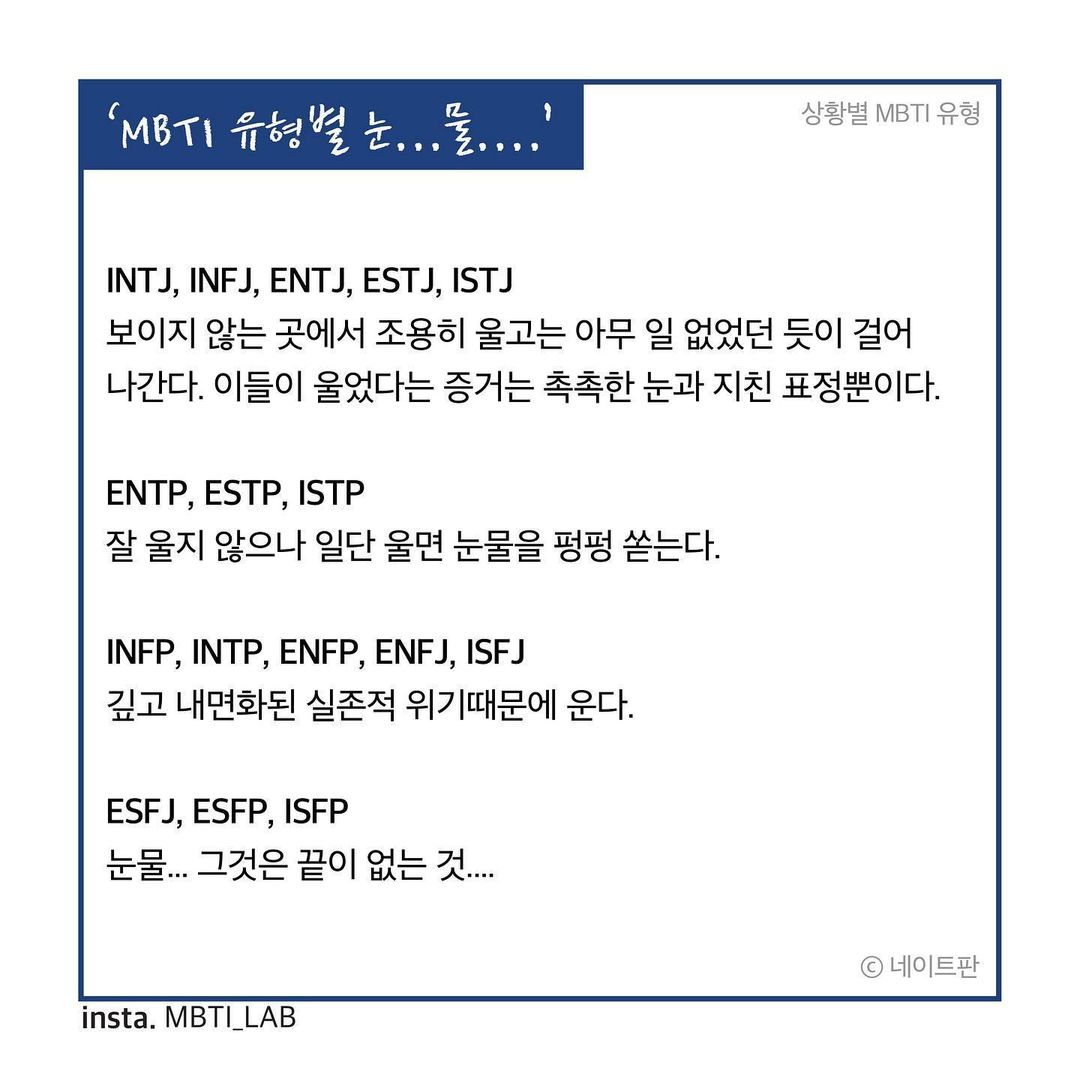 ‘MBTI 유형별 눈...물....’
상황별 MBTI 유형
INTJ, INFJ, ENTJ, ESTJ, ISTJ
보이지 않는 곳에서 조용히 울고는 아무 일 없었던 듯이 걸어
나간다. 이들이 울었다는 증거는 촉촉한 눈과 지친 표정뿐이다.
ENTP, ESTP, ISTP
잘 울지 않으나 일단 울면 눈물을 펑펑 쏟는다.
INFP, INTP, ENFP, ENFJ, ISFJ
깊고 내면화된 실존적 위기때문에 운다.
ESFJ, ESFP, ISFP
눈물... 그것은 끝이 없는 것....
ⓒ 네이트판
insta. MBTI_LAB